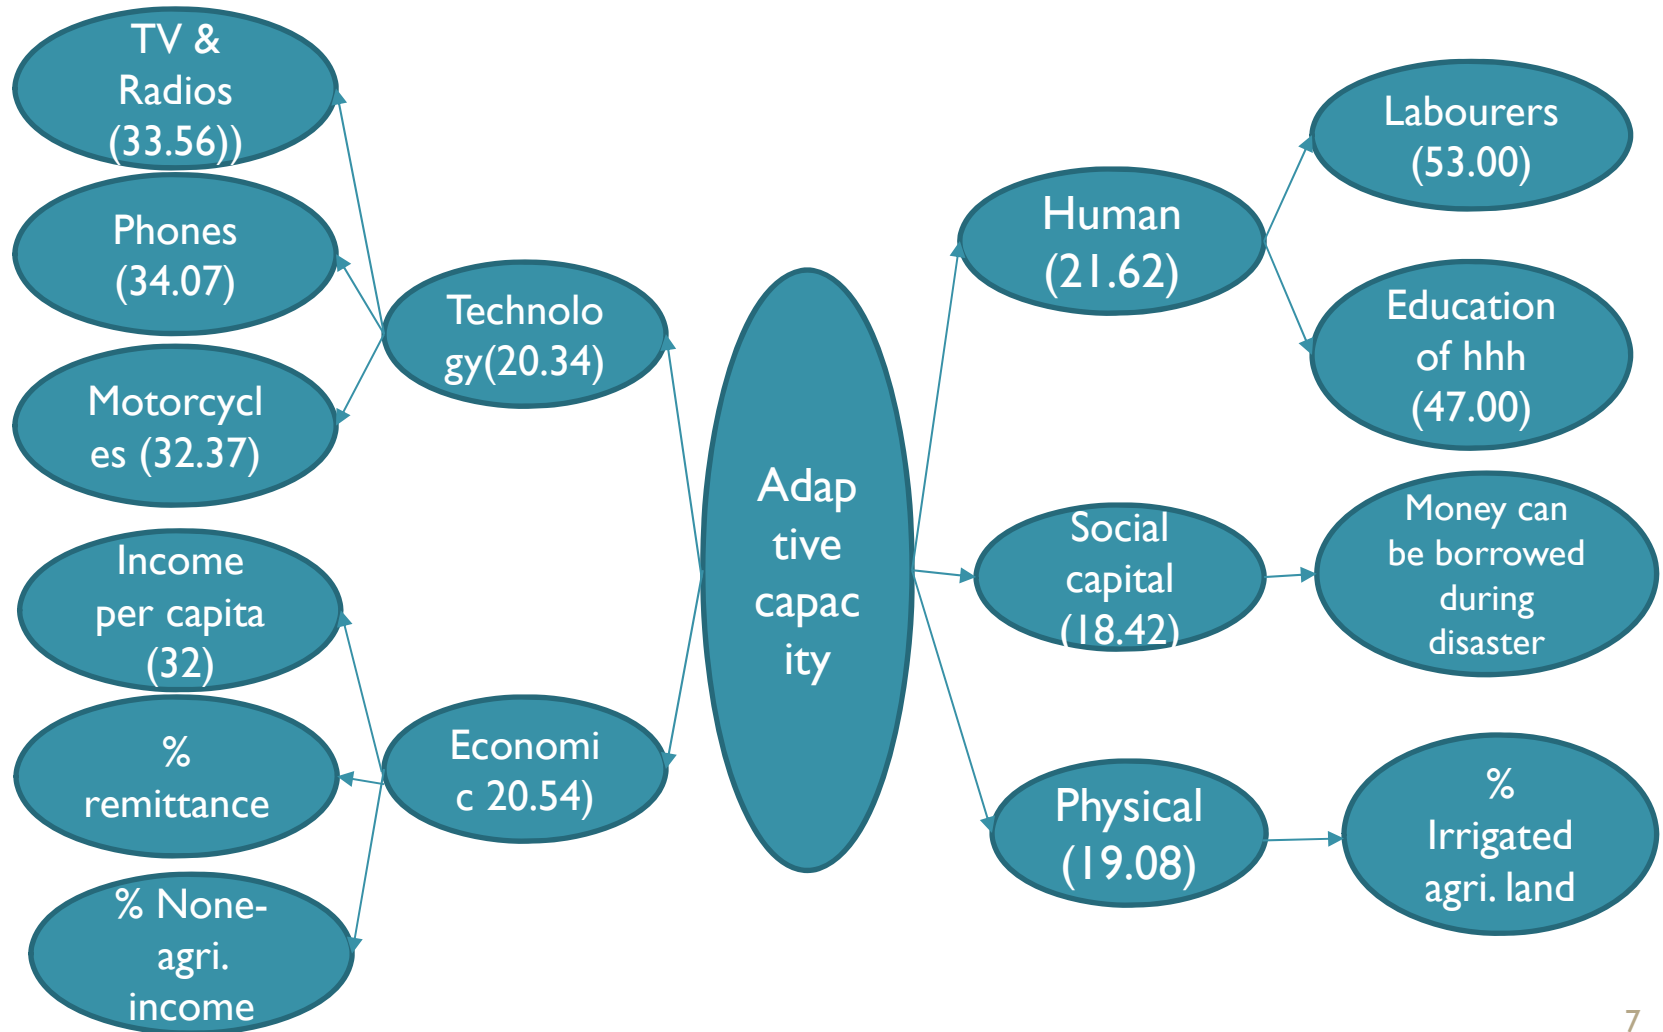 TV &
Radios
(33.56))
Phones
(34.07)
Motorcycl
es (32.37)
Income
per capita
(32)
%
remittance
% None-
agri.
income
Technolo
gy(20.34)
Economi
c 20.54)
Adap
tive
capac
ity
Human
(21.62)
Social
capital
(18.42)
Physical
(19.08)
Labourers
(53.00)
Education
of hhh
(47.00)
Money can
be borrowed
during
disaster
%
Irrigated
agri. land
7